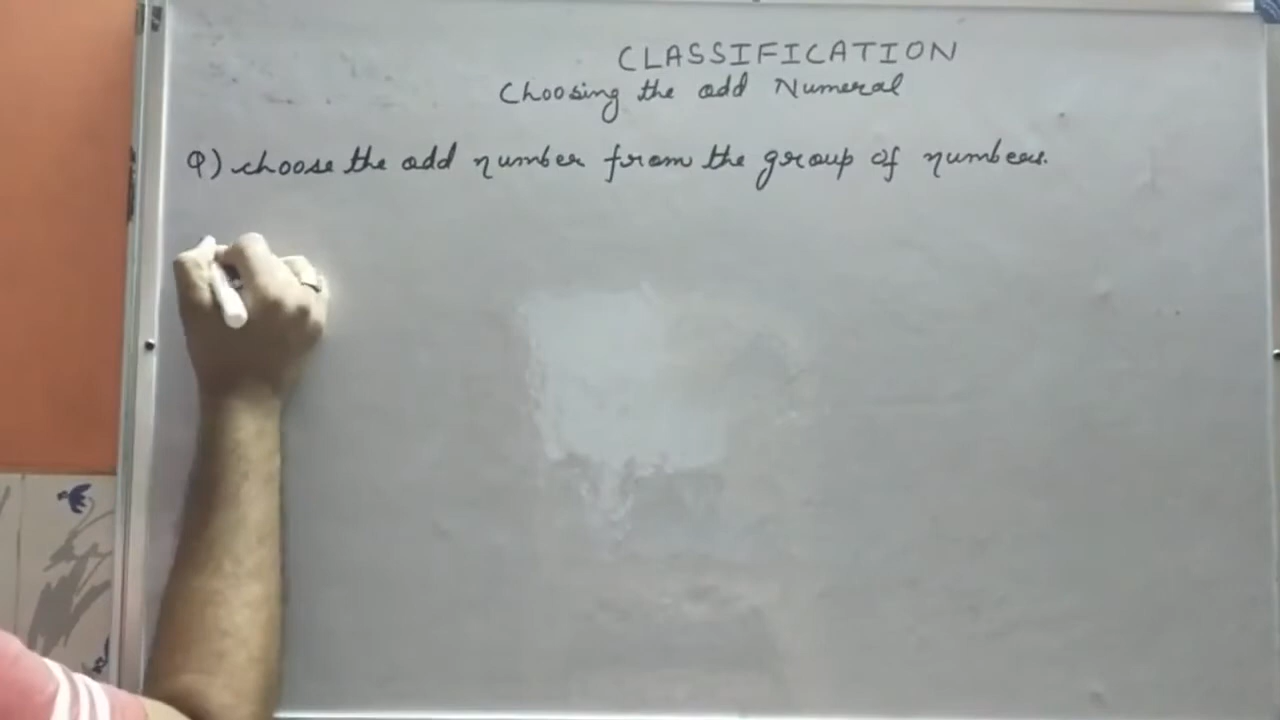 CLASSIFICATION
Choosing the odd Numeral
Q) choose the odd number from the group of numbers.